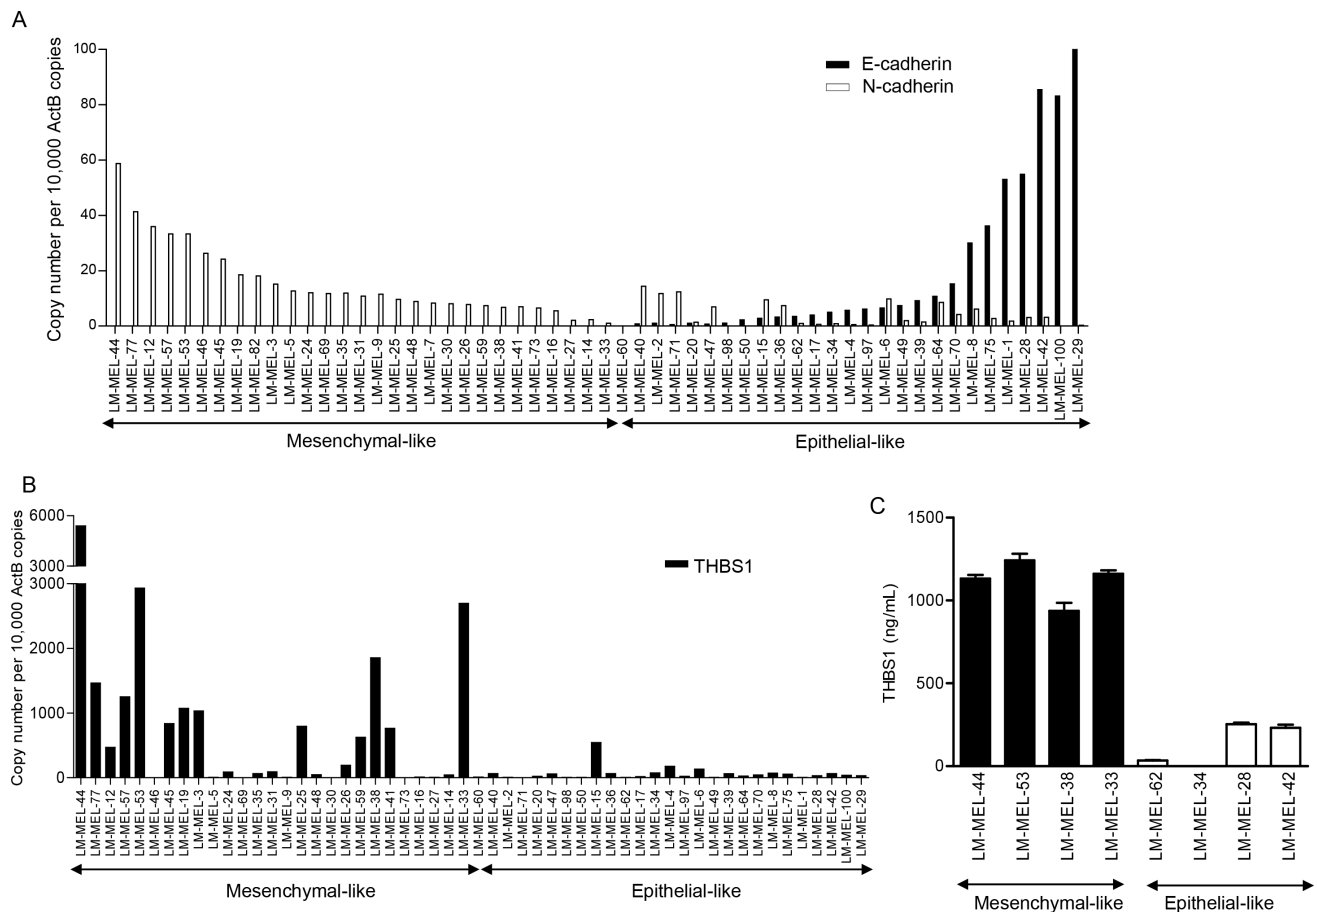 A
Copy number per 10,000 ActB copies
100
80
60
40
20
0
E-cadherin
N-cadherin
LM-MEL-44
LM-MEL-77
LM-MEL-12
LM-MEL-57
LM-MEL-53
LM-MEL-46
LM-MEL-45
LM-MEL-19
LM-MEL-82
LM-MEL-3
LM-MEL-5
LM-MEL-24
LM-MEL-69
LM-MEL-35
LM-MEL-31
LM-MEL-9
LM-MEL-25
LM-MEL-48
LM-MEL-7
LM-MEL-30
LM-MEL-26
LM-MEL-59
LM-MEL-38
LM-MEL-41
LM-MEL-73
LM-MEL-16
LM-MEL-27
LM-MEL-14
LM-MEL-33
LM-MEL-60
LM-MEL-40
LM-MEL-2
LM-MEL-71
LM-MEL-20
LM-MEL-47
LM-MEL-98
LM-MEL-50
LM-MEL-15
LM-MEL-36
LM-MEL-62
LM-MEL-17
LM-MEL-34
LM-MEL-4
LM-MEL-97
LM-MEL-6
LM-MEL-49
LM-MEL-39
LM-MEL-64
LM-MEL-70
LM-MEL-8
LM-MEL-75
LM-MEL-1
LM-MEL-28
LM-MEL-42
LM-MEL-100
LM-MEL-29
Mesenchymal-like
Epithelial-like
B
Copy number per 10,000 ActB copies
6000
3000
3000
2000
1000
0
THBS1
LM-MEL-44
LM-MEL-77
LM-MEL-12
LM-MEL-57
LM-MEL-53
LM-MEL-46
LM-MEL-45
LM-MEL-19
LM-MEL-3
LM-MEL-5
LM-MEL-24
LM-MEL-69
LM-MEL-35
LM-MEL-31
LM-MEL-9
LM-MEL-25
LM-MEL-48
LM-MEL-30
LM-MEL-26
LM-MEL-59
LM-MEL-38
LM-MEL-41
LM-MEL-73
LM-MEL-16
LM-MEL-27
LM-MEL-14
LM-MEL-33
LM-MEL-60
LM-MEL-40
LM-MEL-2
LM-MEL-71
LM-MEL-20
LM-MEL-47
LM-MEL-98
LM-MEL-50
LM-MEL-15
LM-MEL-36
LM-MEL-62
LM-MEL-17
LM-MEL-34
LM-MEL-4
LM-MEL-97
LM-MEL-6
LM-MEL-49
LM-MEL-39
LM-MEL-64
LM-MEL-70
LM-MEL-8
LM-MEL-75
LM-MEL-1
LM-MEL-28
LM-MEL-42
LM-MEL-100
LM-MEL-29
Mesenchymal-like
Epithelial-like
C
THBS1 (ng/mL)
1500
1000
500
0
LM-MEL-44
LM-MEL-53
LM-MEL-38
LM-MEL-33
LM-MEL-62
LM-MEL-34
LM-MEL-28
LM-MEL-42
Mesenchymal-like
Epithelial-like